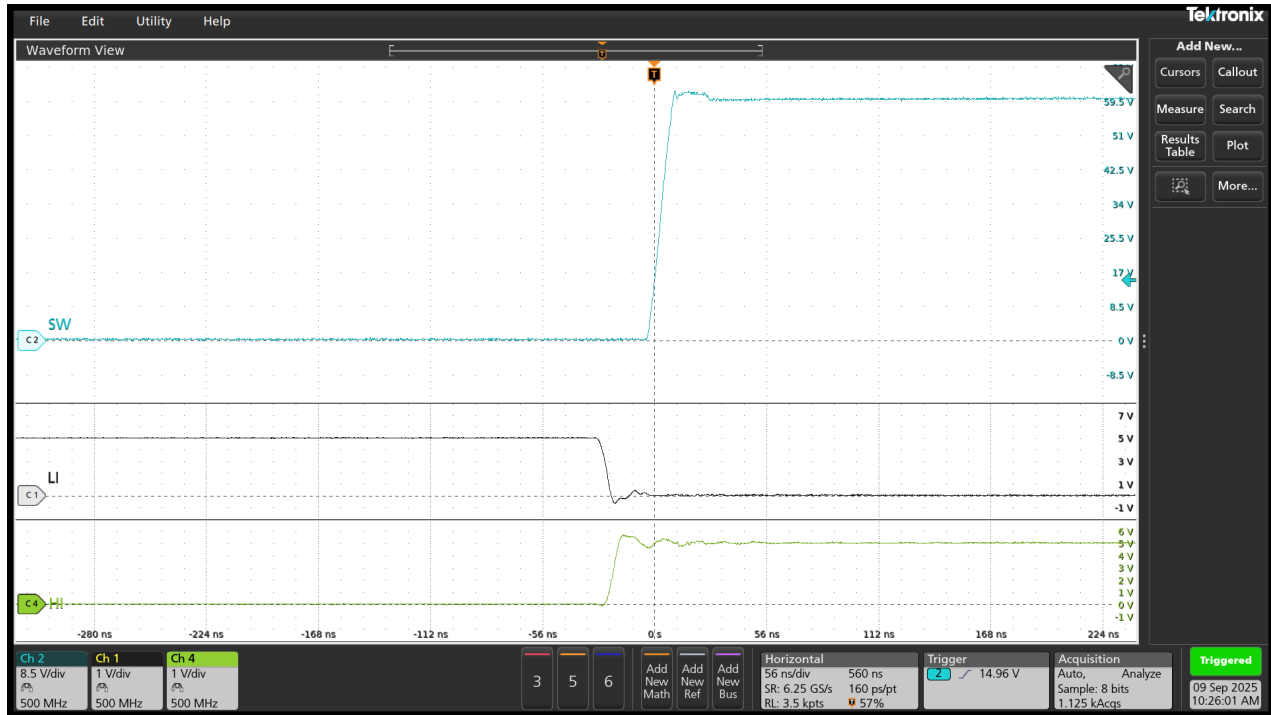 Tektronix
File Edit Utility Help
Waveform View
Add New...
Cursors Callout
Measure Search
Results Table Plot
More...
T
T
59.5 V
51 V
42.5 V
34 V
25.5 V
17 V
8.5 V
0 V
-8.5 V
SW
C 2
7 V
5 V
3 V
1 V
-1 V
LI
C 1
6 V
5 V
4 V
3 V
2 V
1 V
0 V
-1 V
C 4 HI
-280 ns -224 ns -168 ns -112 ns -56 ns 0 s 56 ns 112 ns 168 ns 224 ns
Ch 2
8.5 V/div
500 MHz
Ch 1
1 V/div
500 MHz
Ch 4
1 V/div
500 MHz
3 5 6
Add New Math
Add New Ref
Add New Bus
Horizontal
56 ns/div 560 ns
SR: 6.25 GS/s 160 ps/pt
RL: 3.5 kpts 57%
Trigger
2 14.96 V
Acquisition
Auto, Analyze
Sample: 8 bits
1.125 kAcqs
Triggered
09 Sep 2025
10:26:01 AM